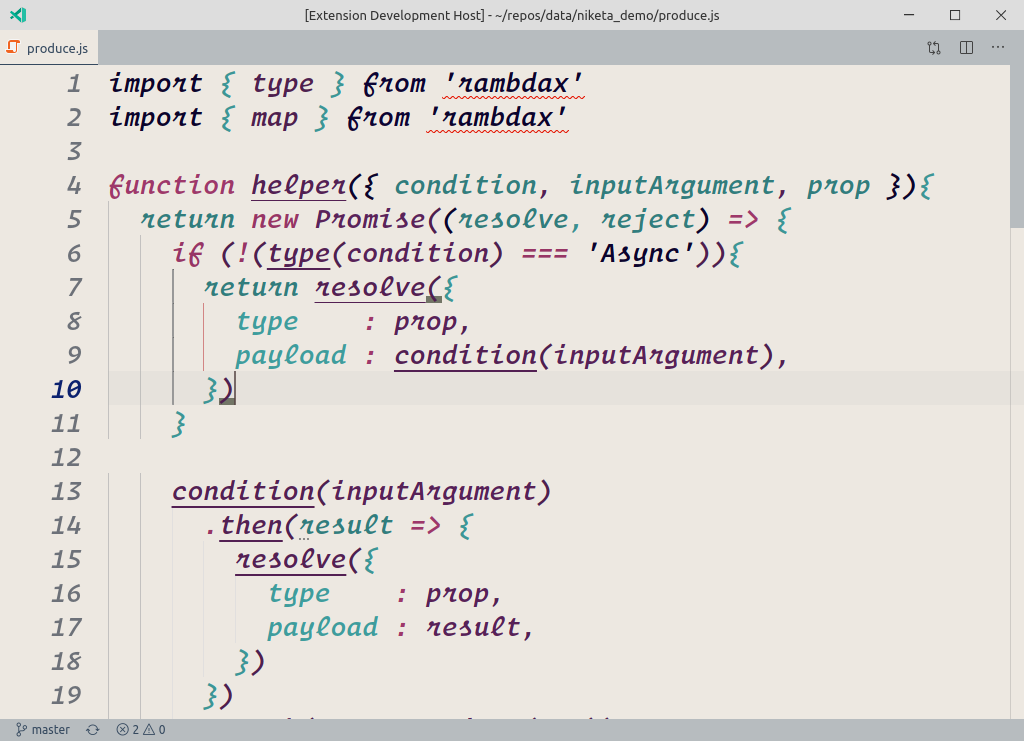 [Extension Development Host] - ~/repos/data/niketa_demo/produce.js
produce.js
1 import { type } from 'rambdax'
2 import { map } from 'rambdax'
3
4 function helper({ condition, inputArgument, prop }){
5   return new Promise((resolve, reject) => {
6     if (!(type(condition) === 'Async')){
7       return resolve({
8         type    : prop,
9         payload : condition(inputArgument),
10       })
11     }
12
13     condition(inputArgument)
14       .then(result => {
15         resolve({
16           type    : prop,
17           payload : result,
18         })
19       })
master 2 0